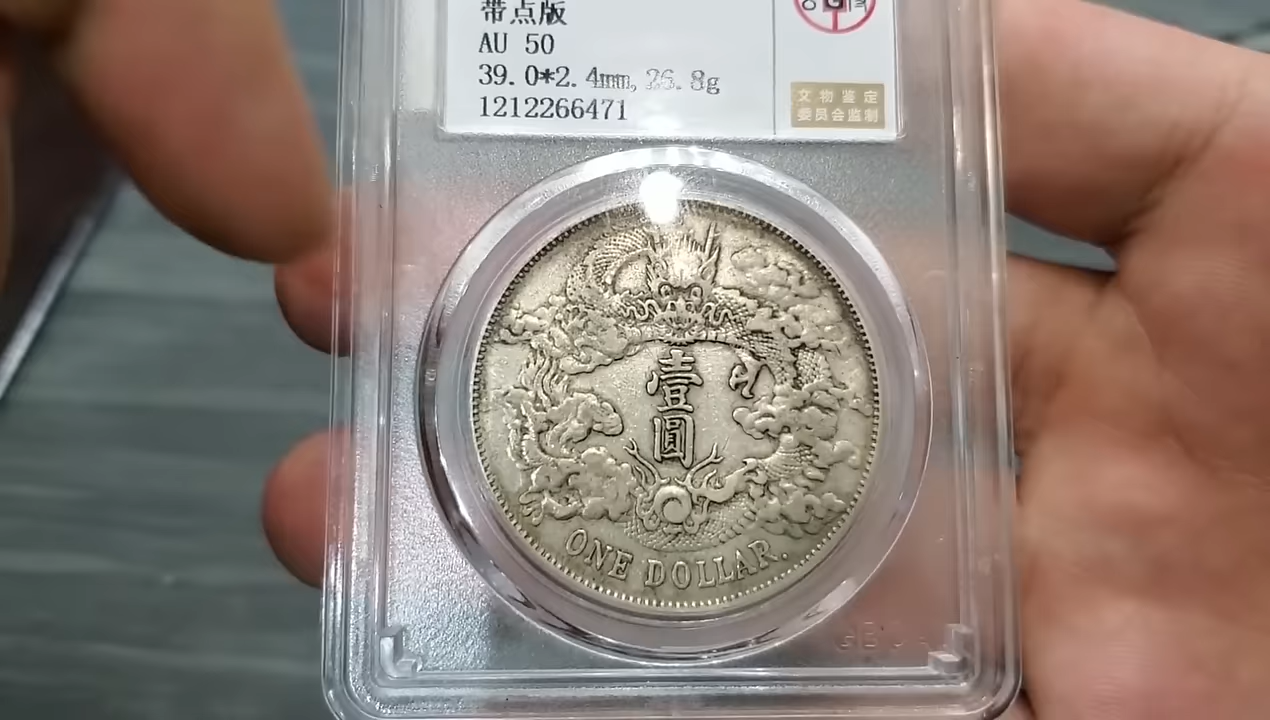 带点版
AU 50
39.0*2.4mm, 26.8g
1212266471
文物鉴定
委员会监制
壹
圓
ONE DOLLAR.